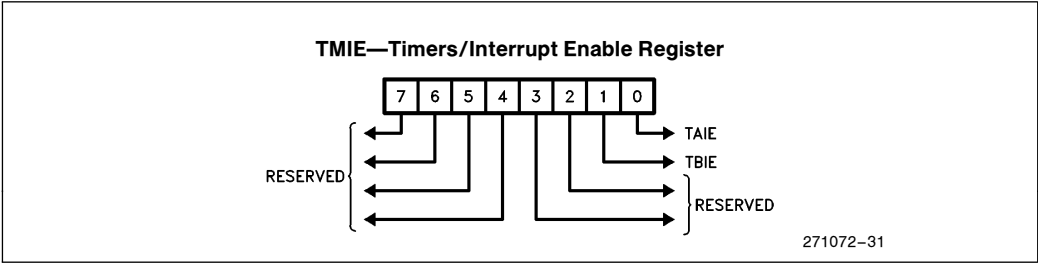 TMIE—Timers/Interrupt Enable Register
7 6 5 4 3 2 1 0
TAIE
TBIE
RESERVED
RESERVED
271072–31